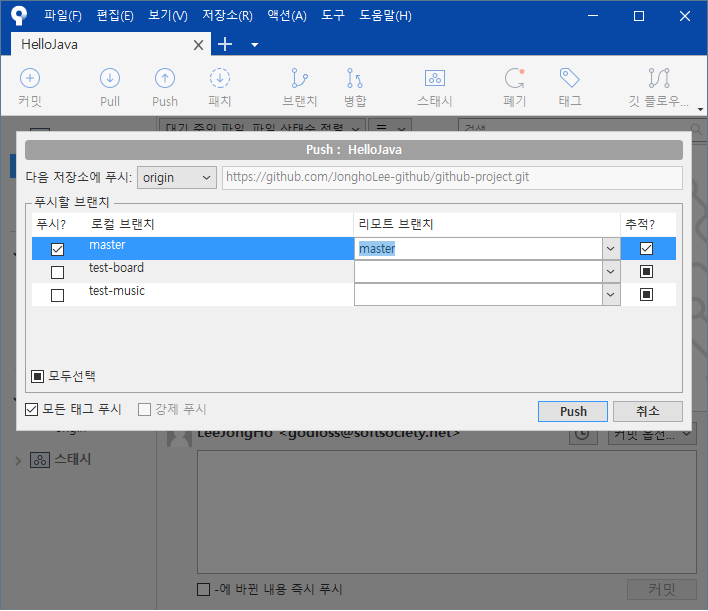 파일(F) 편집(E) 보기(V) 저장소(R) 액션(A) 도구 도움말(H)
HelloJava
커밋 Pull Push 패치 브랜치 병합 스태시 폐기 태그 깃 플로우...
대기 중인 파일, 파일 상태순 정렬
검색
Push : HelloJava
다음 저장소에 푸시: origin https://github.com/JonghoLee-github/github-project.git
푸시할 브랜치
푸시? 로컬 브랜치 리모트 브랜치 추적?
master master
test-board
test-music
모두선택
모든 태그 푸시 강제 푸시 Push 취소
origin
LeeJongHo <godloss@softsociety.net> 커밋 옵션...
스태시
-에 바뀐 내용 즉시 푸시 커밋